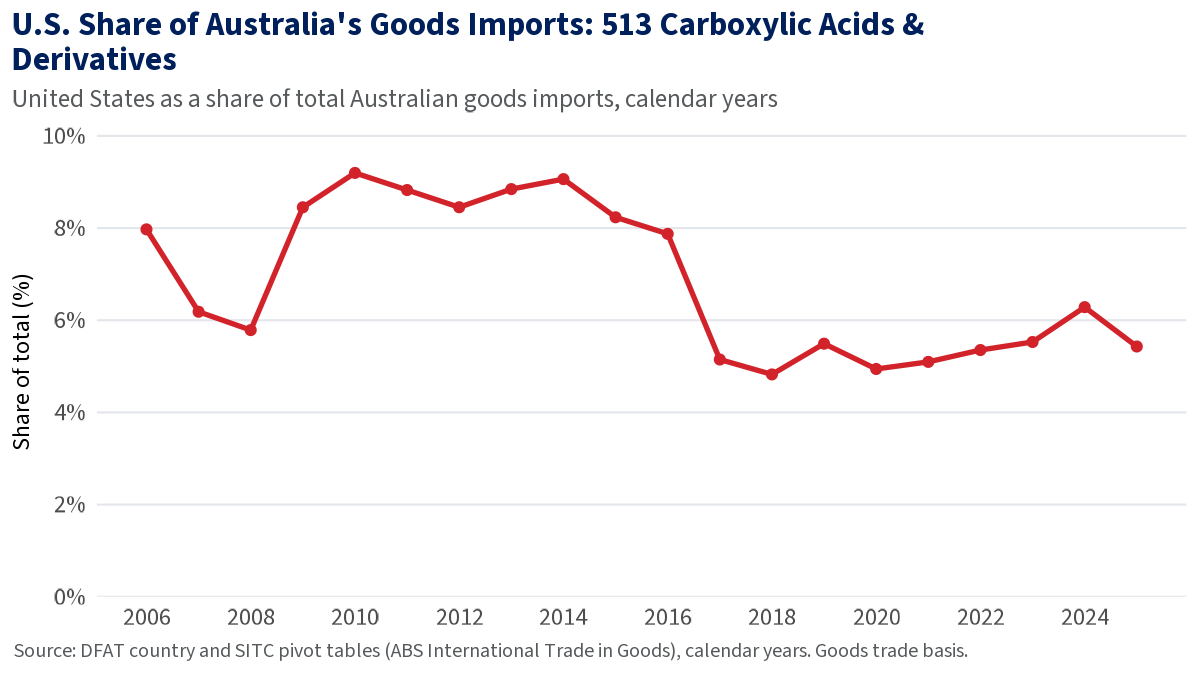 U.S. Share of Australia's Goods Imports: 513 Carboxylic Acids &
Derivatives
United States as a share of total Australian goods imports, calendar years
Share of total (%)
10%
8%
6%
4%
2%
0%
2006 2008 2010 2012 2014 2016 2018 2020 2022 2024
Source: DFAT country and SITC pivot tables (ABS International Trade in Goods), calendar years. Goods trade basis.